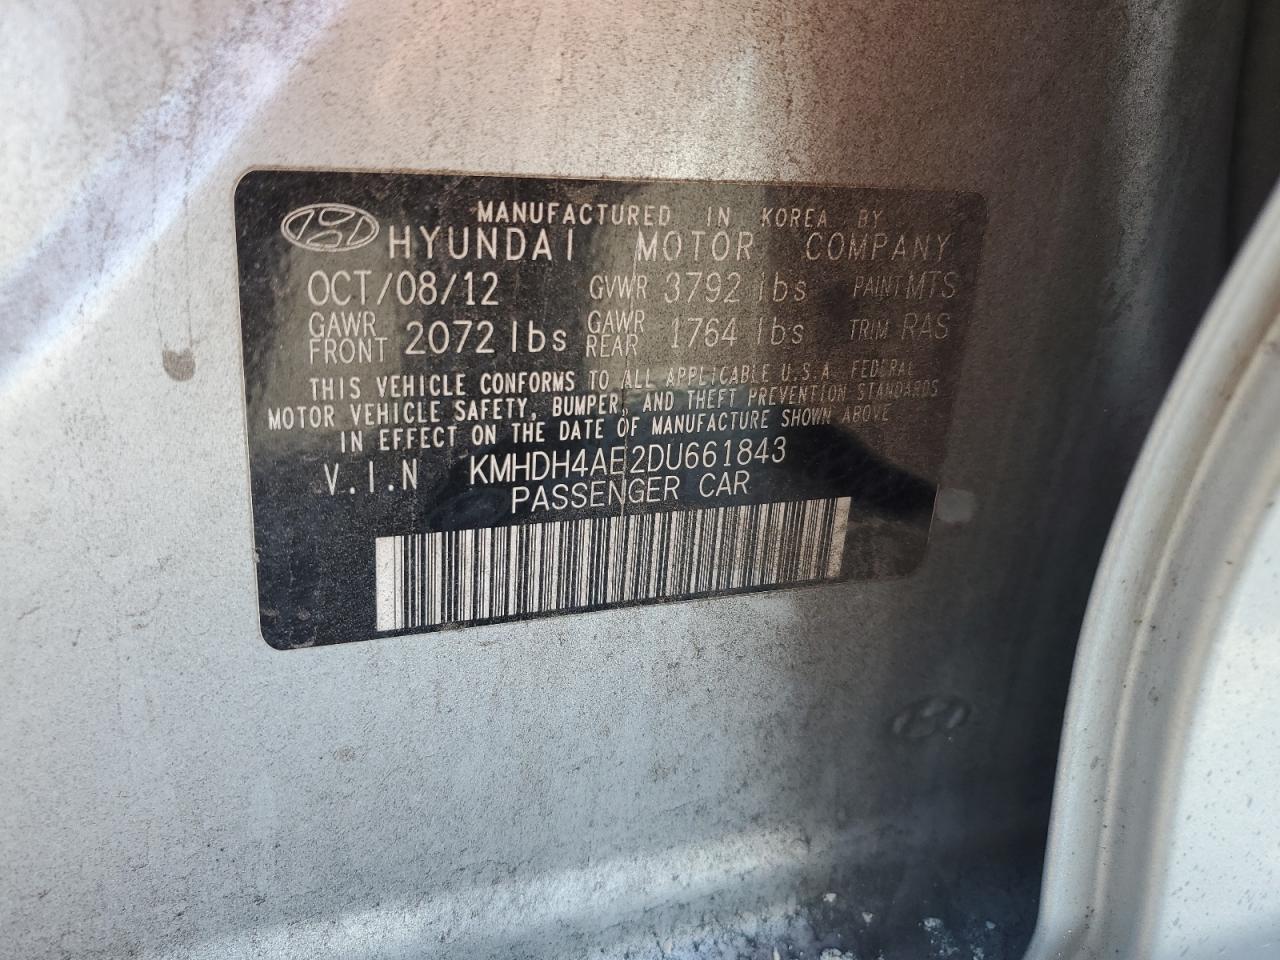 MANUFACTURED IN KOREA BY
HYUNDAI MOTOR COMPANY
OCT/08/12 GVWR 3792 lbs PAINT MTS
GAWR FRONT 2072 lbs GAWR REAR 1764 lbs TRIM RAS
THIS VEHICLE CONFORMS TO ALL APPLICABLE U.S.A. FEDERAL
MOTOR VEHICLE SAFETY, BUMPER, AND THEFT PREVENTION STANDARDS
IN EFFECT ON THE DATE OF MANUFACTURE SHOWN ABOVE
V.I.N KMHDH4AE2DU661843
PASSENGER CAR